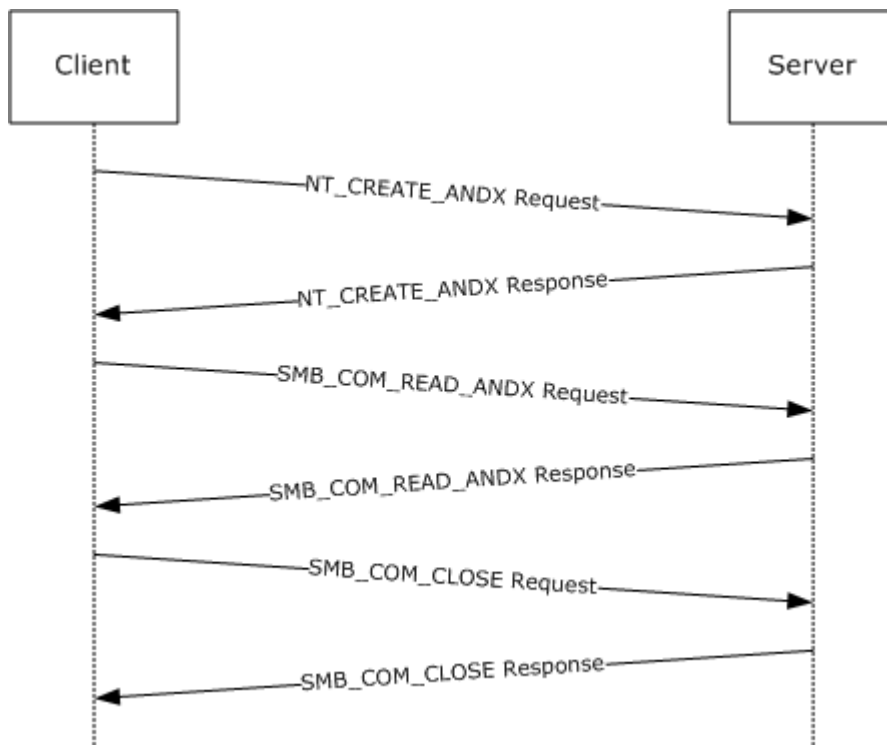 Client
Server
NT_CREATE_ANDX Request
NT_CREATE_ANDX Response
SMB_COM_READ_ANDX Request
SMB_COM_READ_ANDX Response
SMB_COM_CLOSE Request
SMB_COM_CLOSE Response